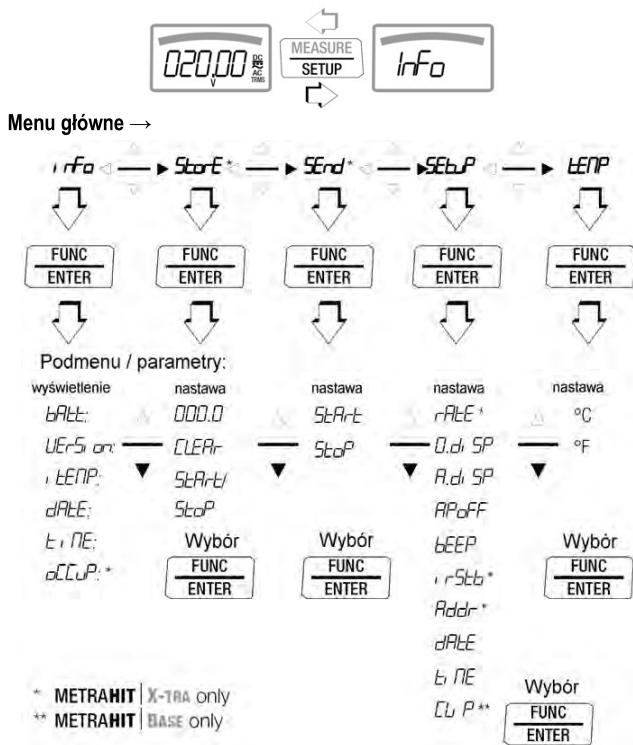 MEASURE
SETUP
020,00 DC AC TRMS
V
InFo
Menu główne →
inFo StorE* SEnd* SEtuP tEMP
FUNC FUNC FUNC FUNC FUNC
ENTER ENTER ENTER ENTER ENTER
Podmenu / parametry:
wyświetlenie nastawa nastawa nastawa nastawa
bAtt: 000.0 StArt rAtE* °C
VErSion: CLEAr StoP 0.diSP °F
itEMP: StArt/ A.diSP
dAtE: StoP APoFF
tiME: Wybór Wybór bEEP Wybór
oCCuP:* FUNC FUNC irStb* FUNC
ENTER ENTER Addr* ENTER
dAtE
tiME
CLiP** Wybór
FUNC
ENTER
* METRAHIT | X-TRA only
** METRAHIT | BASE only